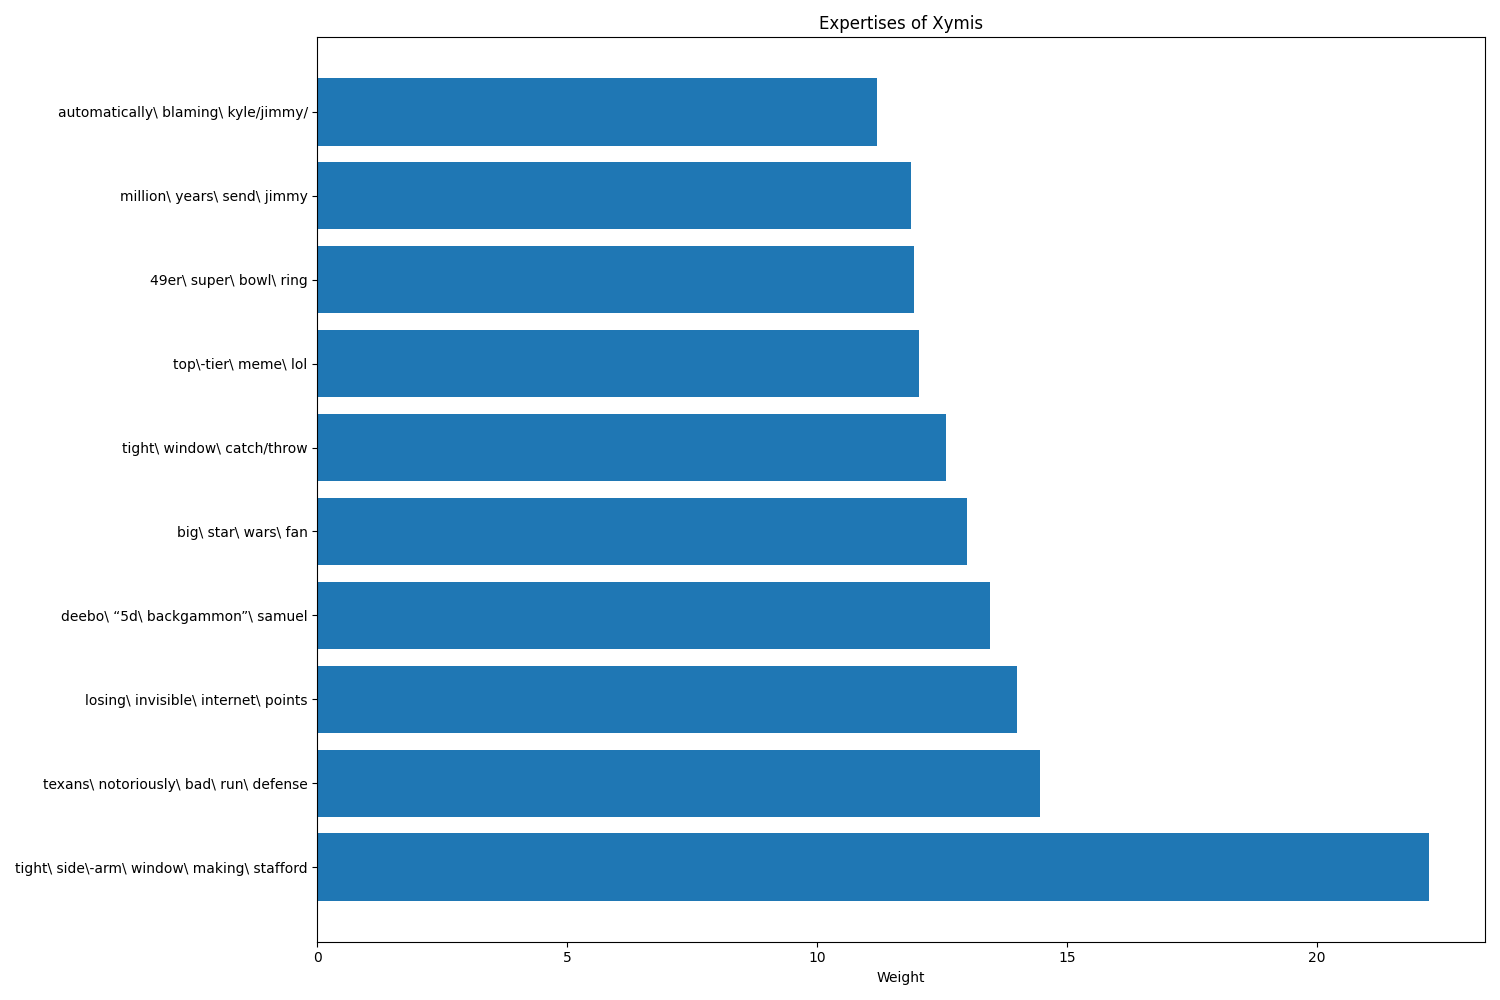 Expertises of Xymis
automatically\ blaming\ kyle/jimmy/
million\ years\ send\ jimmy
49er\ super\ bowl\ ring
top\-tier\ meme\ lol
tight\ window\ catch/throw
big\ star\ wars\ fan
deebo\ “5d\ backgammon”\ samuel
losing\ invisible\ internet\ points
texans\ notoriously\ bad\ run\ defense
tight\ side\-arm\ window\ making\ stafford
0 5 10 15 20
Weight